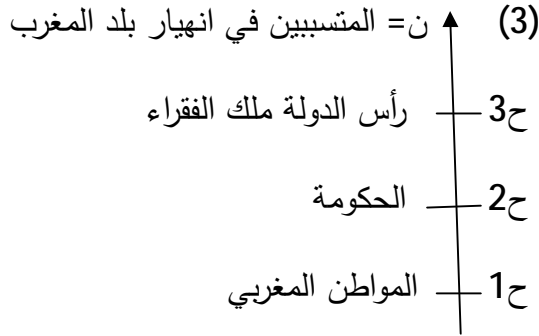 (3) ن= المتسببين في انهيار بلد المغرب
ح3 رأس الدولة ملك الفقراء
ح2 الحكومة
ح1 المواطن المغربي